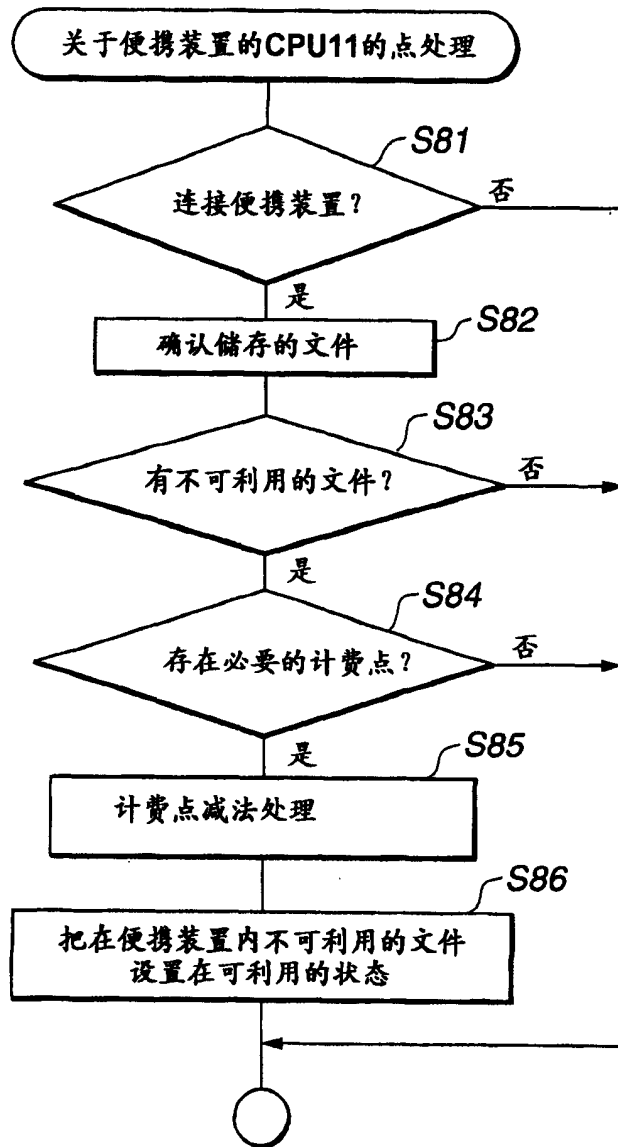 关于便携装置的CPU11的点处理
S81
连接便携装置?
否
是
S82
确认储存的文件
S83
有不可利用的文件?
否
是
S84
存在必要的计费点?
否
是
S85
计费点减法处理
S86
把在便携装置内不可利用的文件
设置在可利用的状态